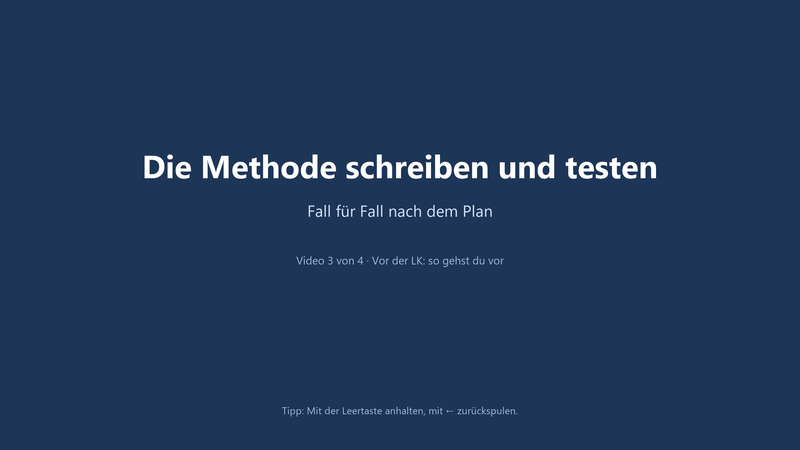 Die Methode schreiben und testen
Fall für Fall nach dem Plan
Video 3 von 4 · Vor der LK: so gehst du vor
Tipp: Mit der Leertaste anhalten, mit ← zurückspulen.